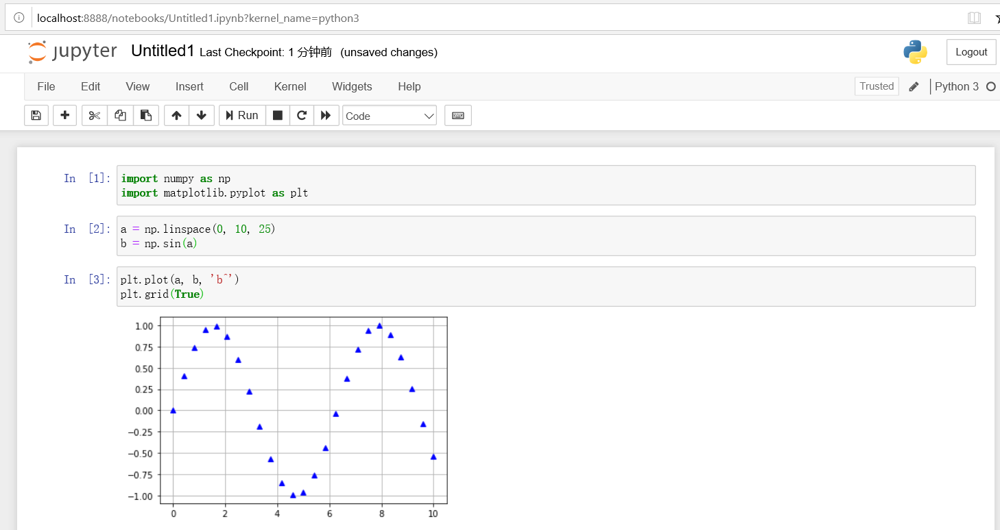 localhost:8888/notebooks/Untitled1.ipynb?kernel_name=python3
jupyter Untitled1 Last Checkpoint: 1 分钟前 (unsaved changes) Logout
File Edit View Insert Cell Kernel Widgets Help Trusted Python 3
Run Code
In [1]: import numpy as np
import matplotlib.pyplot as plt
In [2]: a = np.linspace(0, 10, 25)
b = np.sin(a)
In [3]: plt.plot(a, b, 'b^')
plt.grid(True)
1.00
0.75
0.50
0.25
0.00
−0.25
−0.50
−0.75
−1.00
0 2 4 6 8 10